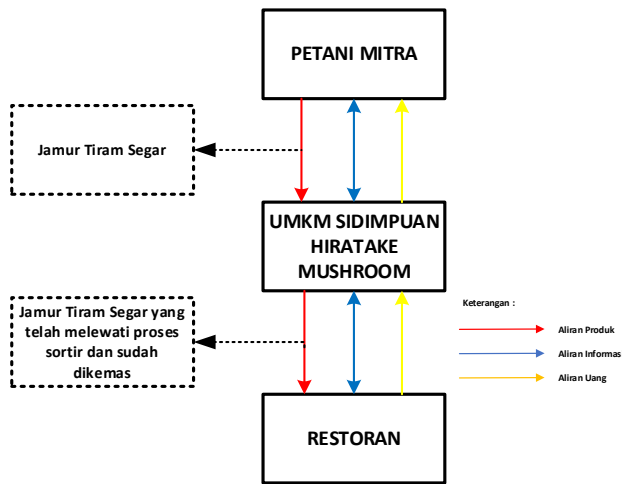 PETANI MITRA
Jamur Tiram Segar
UMKM SIDIMPUAN
HIRATAKE
MUSHROOM
Jamur Tiram Segar yang
telah melewati proses
sortir dan sudah
dikemas
Keterangan :
Aliran Produk
Aliran Informas
Aliran Uang
RESTORAN